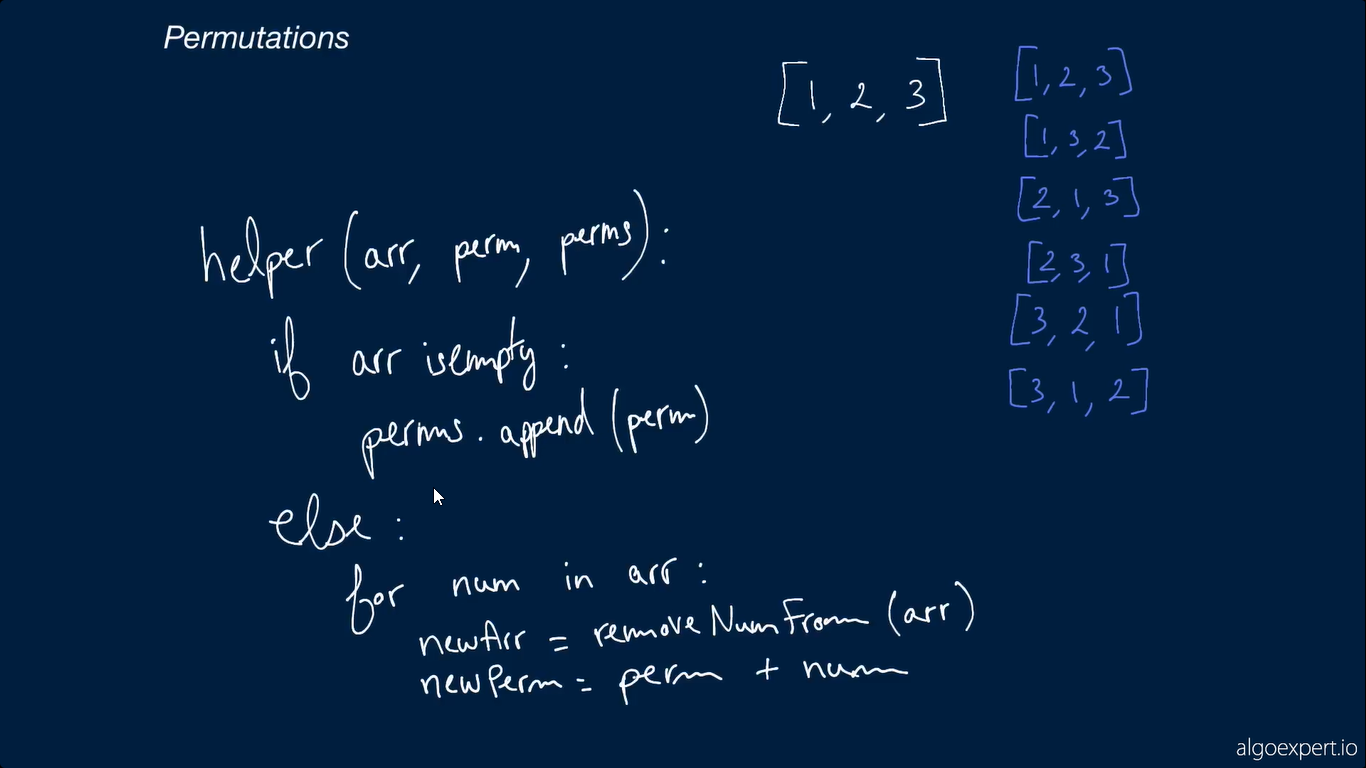 Permutations
[1, 2, 3]
[1, 2, 3]
[1, 3, 2]
[2, 1, 3]
[2, 3, 1]
[3, 2, 1]
[3, 1, 2]
helper (arr, perm, perms):
if arr isempty:
perms.append(perm)
else:
for num in arr:
newArr = removeNumFrom(arr)
newPerm = perm + num
algoexpert.io